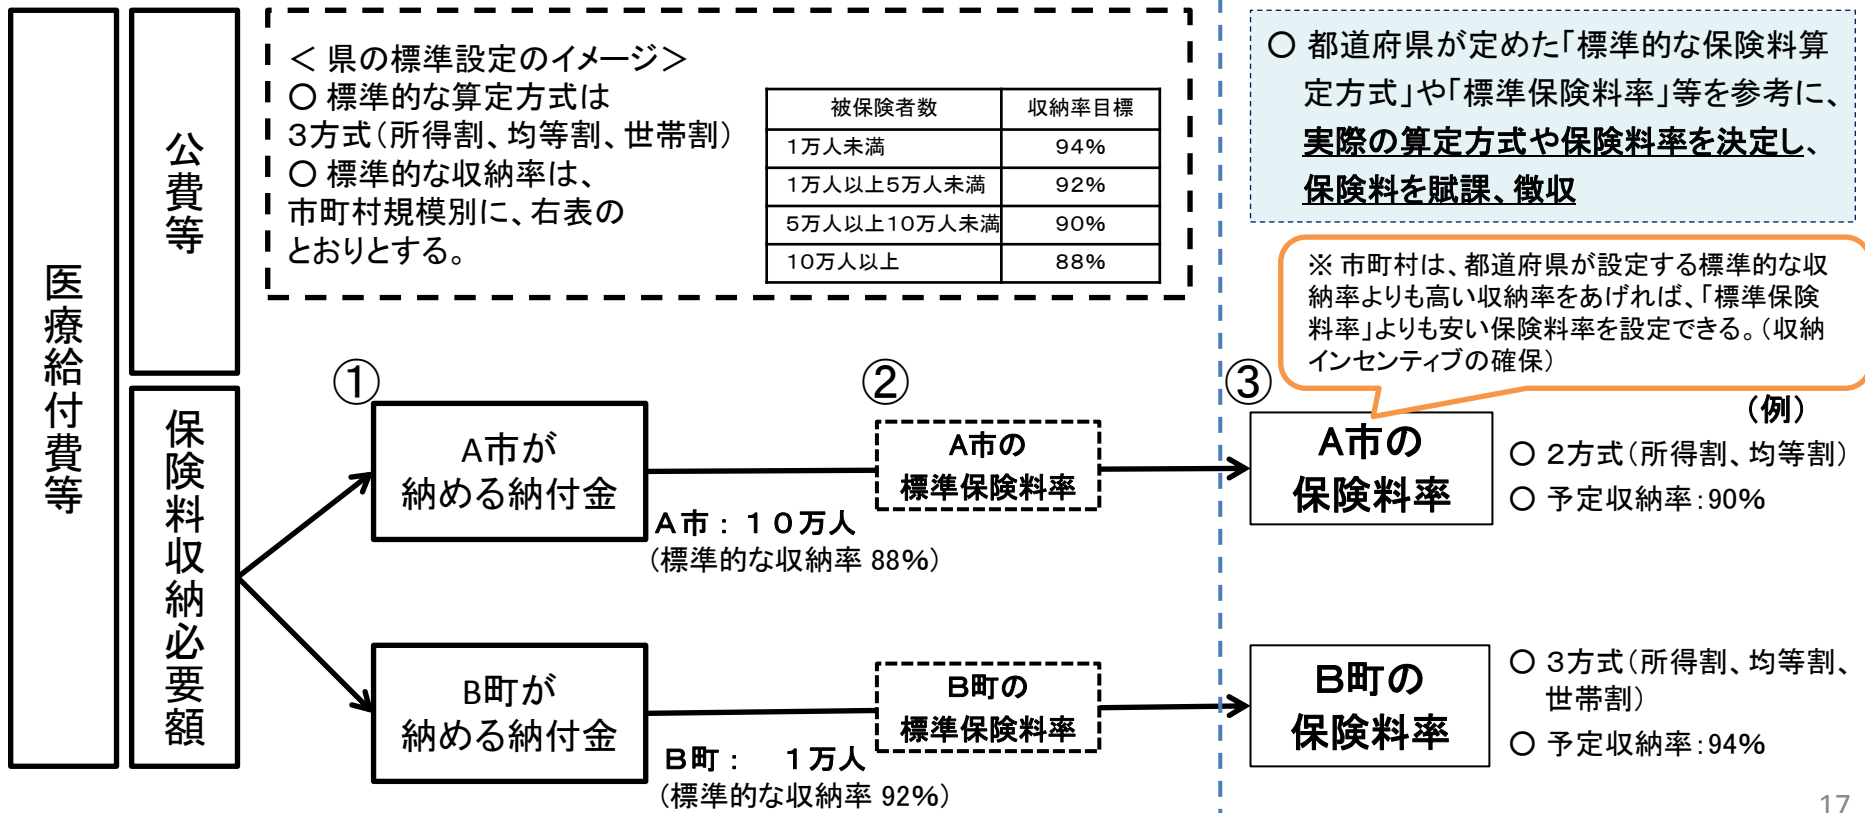 医療給付費等
公費等
保険料収納必要額
＜ 県の標準設定のイメージ＞
○ 標準的な算定方式は
３方式（所得割、均等割、世帯割）
○ 標準的な収納率は、
市町村規模別に、右表の
とおりとする。
被保険者数 収納率目標
１万人未満 94%
１万人以上５万人未満 92%
５万人以上１０万人未満 90%
１０万人以上 88%
○ 都道府県が定めた「標準的な保険料算
定方式」や「標準保険料率」等を参考に、
実際の算定方式や保険料率を決定し、
保険料を賦課、徴収
※ 市町村は、都道府県が設定する標準的な収
納率よりも高い収納率をあげれば、「標準保険
料率」よりも安い保険料率を設定できる。（収納
インセンティブの確保）
①
A市が
納める納付金
A市： １０万人
（標準的な収納率 88%）
②
A市の
標準保険料率
③
A市の
保険料率
（例）
○ ２方式（所得割、均等割）
○ 予定収納率：90%
B町が
納める納付金
B町： １万人
（標準的な収納率 92%）
B町の
標準保険料率
B町の
保険料率
○ ３方式（所得割、均等割、
世帯割）
○ 予定収納率：94%
17